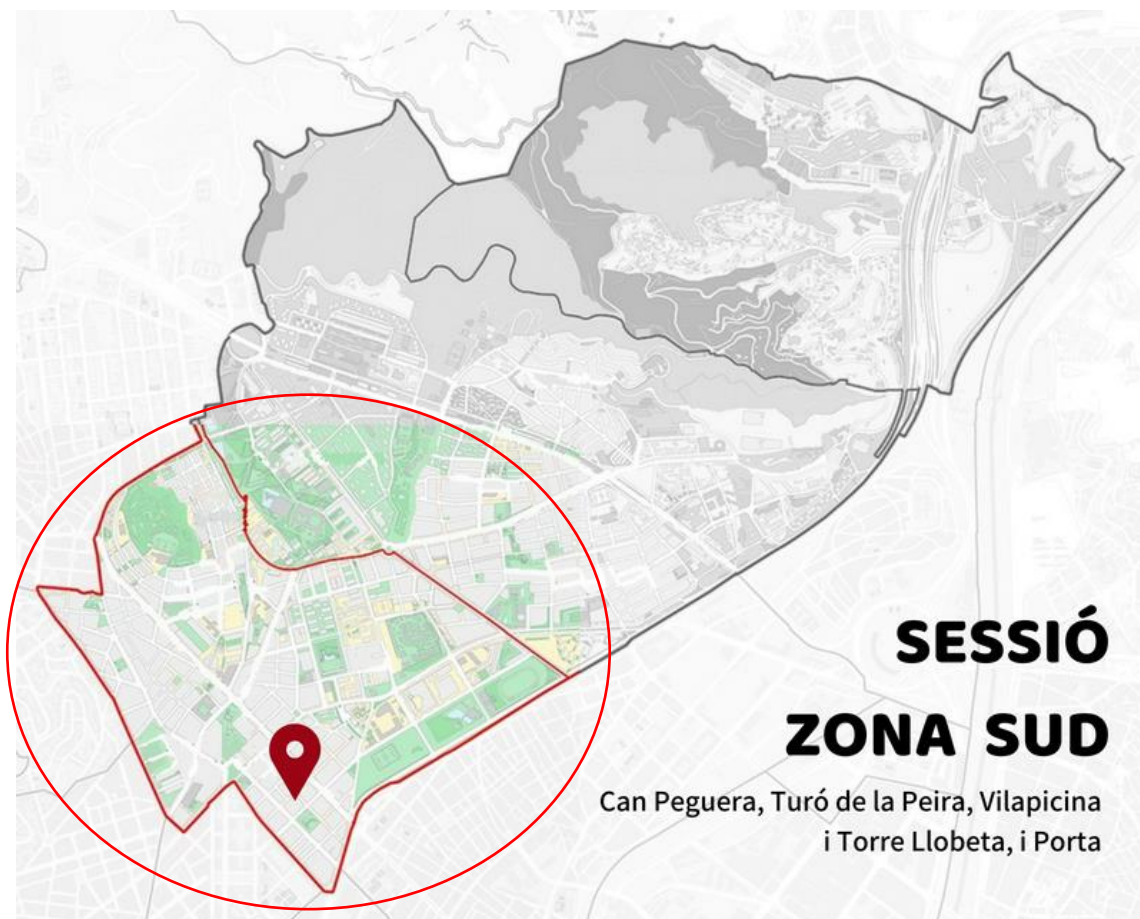 SESSIÓ
ZONA SUD
Can Peguera, Turó de la Peira, Vilapicina
i Torre Llobeta, i Porta